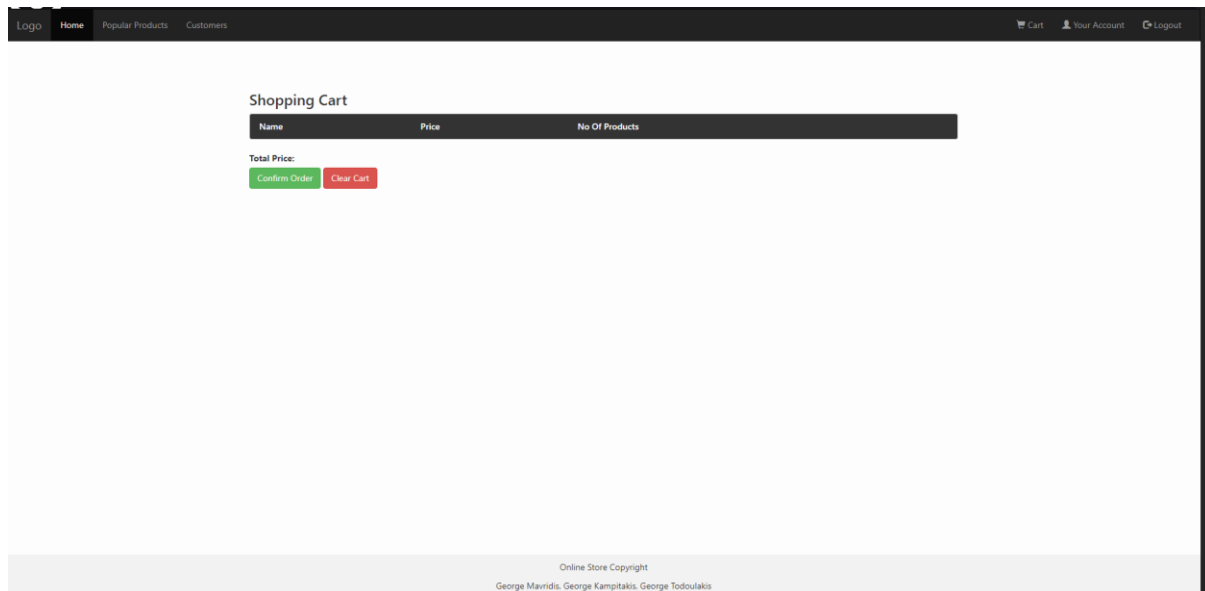 Logo Home Popular Products Customers Cart Your Account Logout
Shopping Cart
Name Price No Of Products
Total Price:
Confirm Order Clear Cart
Online Store Copyright
George Mavridis, George Kampitakis, George Todoulakis